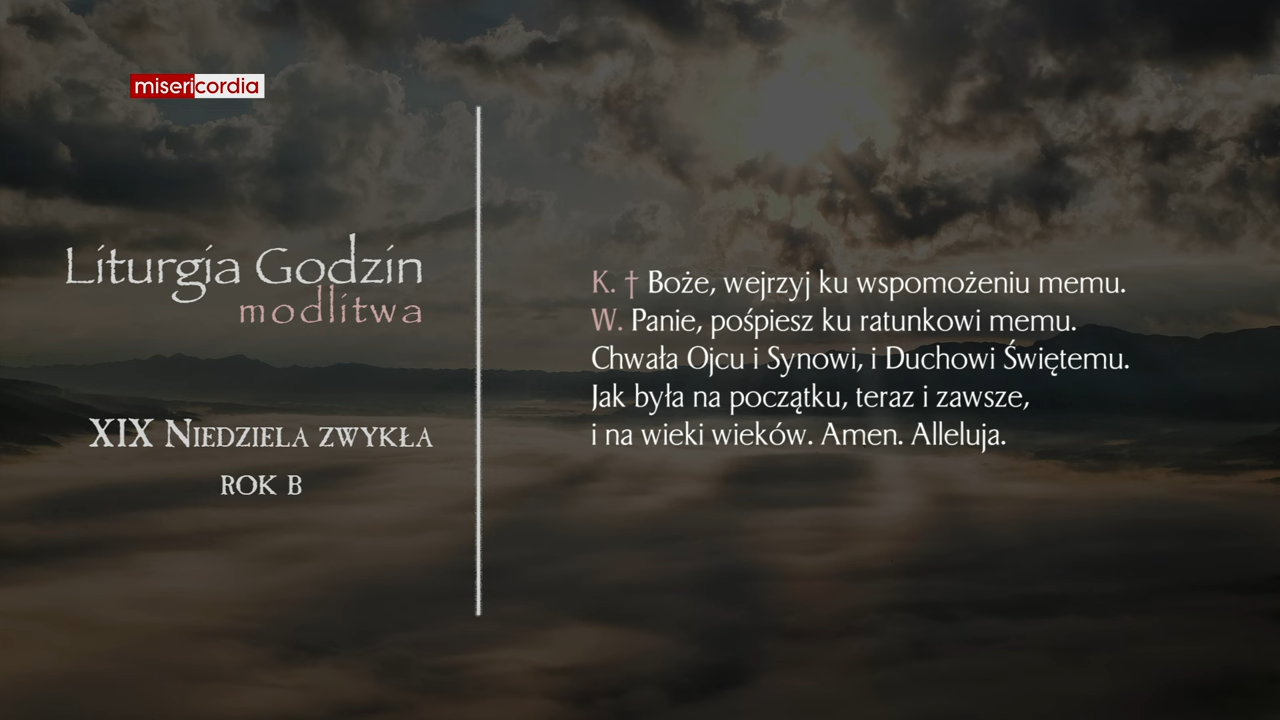 misericordia
Liturgia Godzin
modlitwa
XIX Niedziela zwykła
rok B
K. † Boże, wejrzyj ku wspomożeniu memu.
W. Panie, pośpiesz ku ratunkowi memu.
Chwała Ojcu i Synowi, i Duchowi Świętemu.
Jak była na początku, teraz i zawsze,
i na wieki wieków. Amen. Alleluja.